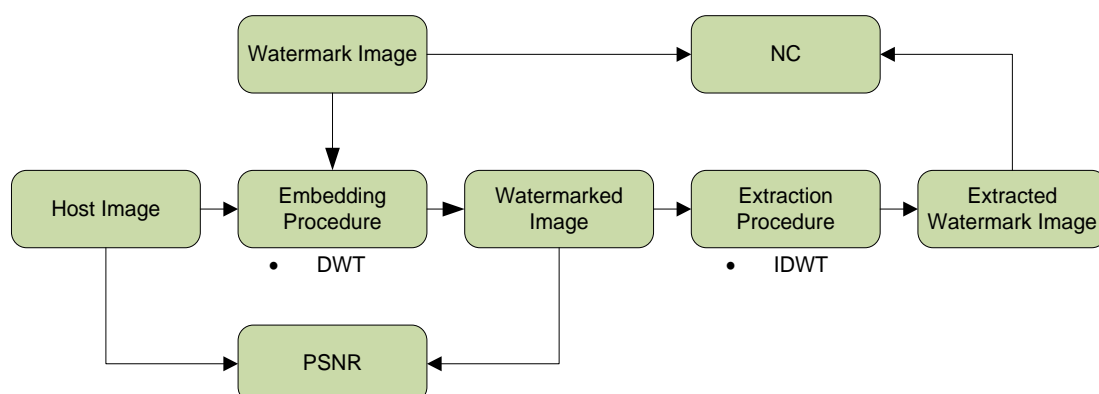 Watermark Image
NC
Host Image
Embedding
Procedure
Watermarked
Image
Extraction
Procedure
Extracted
Watermark Image
• DWT
• IDWT
PSNR